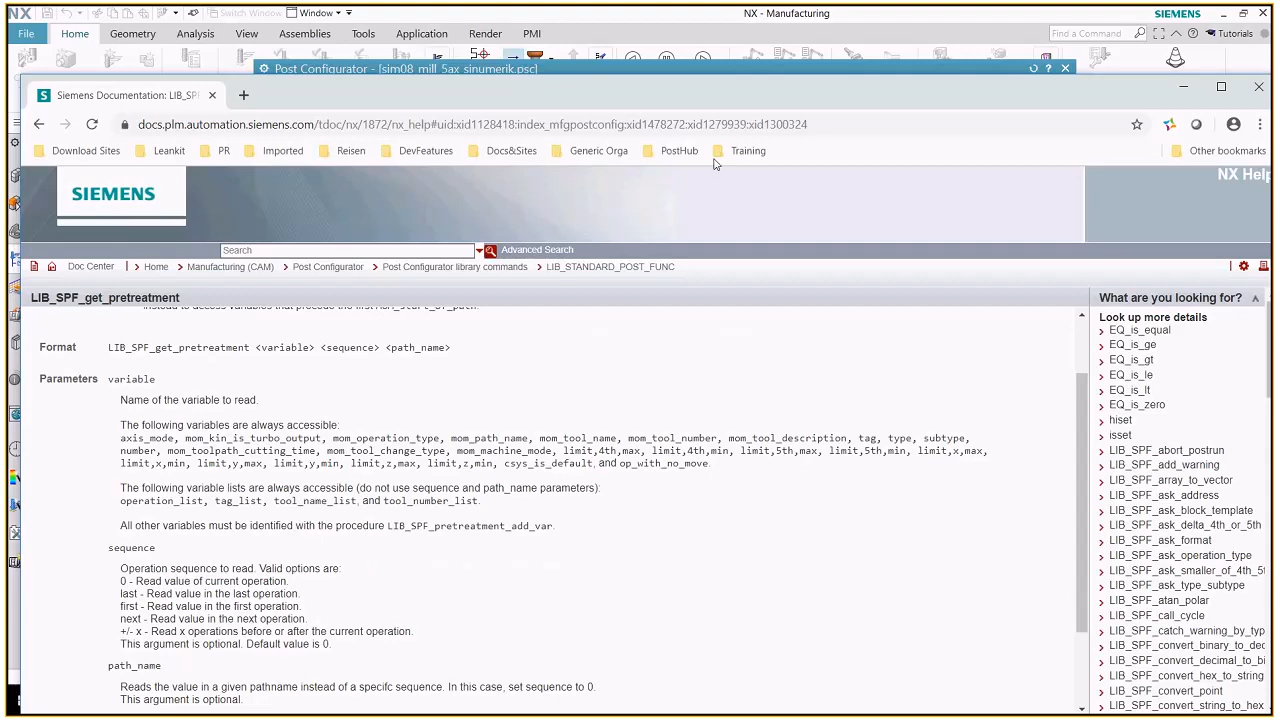 NX
Switch Window
Window
NX - Manufacturing
SIEMENS
File
Home
Geometry
Analysis
View
Assemblies
Tools
Application
Render
PMI
Find a Command
Tutorials
Post Configurator - [sim08_mill_5ax_sinumerik.psc]
S
Siemens Documentation: LIB_SPF
docs.plm.automation.siemens.com/tdoc/nx/1872/nx_help#uid:xid1128418:index_mfgpostconfig:xid1478272:xid1279939:xid1300324
Download Sites
Leankit
PR
Imported
Reisen
DevFeatures
Docs&Sites
Generic Orga
PostHub
Training
Other bookmarks
SIEMENS
NX Help
Search
Advanced Search
Doc Center
Home
Manufacturing (CAM)
Post Configurator
Post Configurator library commands
LIB_STANDARD_POST_FUNC
LIB_SPF_get_pretreatment
Format
LIB_SPF_get_pretreatment <variable> <sequence> <path_name>
Parameters
variable
Name of the variable to read.
The following variables are always accessible:
axis_mode, mom_kin_is_turbo_output, mom_operation_type, mom_path_name, mom_tool_name, mom_tool_number, mom_tool_description, tag, type, subtype,
number, mom_toolpath_cutting_time, mom_tool_change_type, mom_machine_mode, limit,4th,max, limit,4th,min, limit,5th,max, limit,5th,min, limit,x,max,
limit,x,min, limit,y,max, limit,y,min, limit,z,max, limit,z,min, csys_is_default, and op_with_no_move.
The following variable lists are always accessible (do not use sequence and path_name parameters):
operation_list, tag_list, tool_name_list, and tool_number_list.
All other variables must be identified with the procedure LIB_SPF_pretreatment_add_var.
sequence
Operation sequence to read. Valid options are:
0 - Read value of current operation.
last - Read value in the last operation.
first - Read value in the first operation.
next - Read value in the next operation.
+/- x - Read x operations before or after the current operation.
This argument is optional. Default value is 0.
path_name
Reads the value in a given pathname instead of a specifc sequence. In this case, set sequence to 0.
This argument is optional.
What are you looking for?
Look up more details
EQ_is_equal
EQ_is_ge
EQ_is_gt
EQ_is_le
EQ_is_lt
EQ_is_zero
hiset
isset
LIB_SPF_abort_postrun
LIB_SPF_add_warning
LIB_SPF_array_to_vector
LIB_SPF_ask_address
LIB_SPF_ask_block_template
LIB_SPF_ask_delta_4th_or_5th
LIB_SPF_ask_format
LIB_SPF_ask_operation_type
LIB_SPF_ask_smaller_of_4th_5t
LIB_SPF_ask_type_subtype
LIB_SPF_atan_polar
LIB_SPF_call_cycle
LIB_SPF_catch_warning_by_typ
LIB_SPF_convert_binary_to_dec
LIB_SPF_convert_decimal_to_bi
LIB_SPF_convert_hex_to_string
LIB_SPF_convert_point
LIB_SPF_convert_string_to_hex